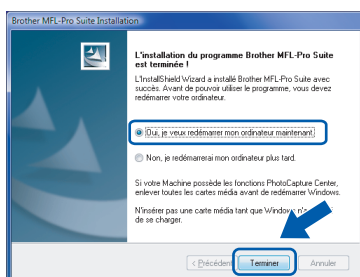 Brother MFL-Pro Suite Installation
L'installation du programme Brother MFL-Pro Suite
est terminée !
L'InstallShield Wizard a installé Brother MFL-Pro Suite avec
succès. Avant de pouvoir utiliser le programme, vous devez
redémarrer votre ordinateur.
Oui, je veux redémarrer mon ordinateur maintenant.
Non, je redémarrerai mon ordinateur plus tard.
Si votre Machine possède les fonctions PhotoCapture Center,
enlever toutes les cartes média avant de redémarrer Windows.
N'insérer pas une carte média tant que Windows
de se charger.
< Précédent
Terminer
Annuler